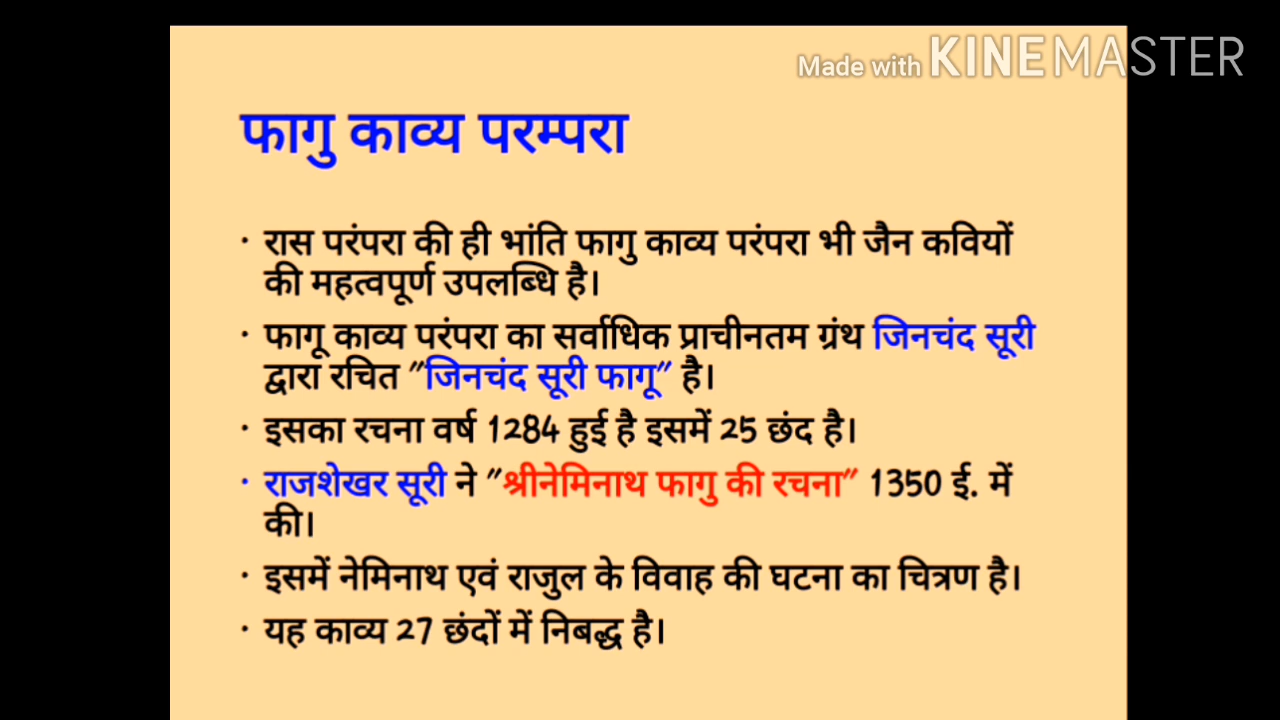 Made with KINEMASTER
फागु काव्य परम्परा
• रास परंपरा की ही भांति फागु काव्य परंपरा भी जैन कवियों
की महत्वपूर्ण उपलब्धि है।
• फागू काव्य परंपरा का सर्वाधिक प्राचीनतम ग्रंथ जिनचंद सूरी
द्वारा रचित "जिनचंद सूरी फागू" है।
• इसका रचना वर्ष 1284 हुई है इसमें 25 छंद है।
• राजशेखर सूरी ने "श्रीनेमिनाथ फागु की रचना" 1350 ई. में
की।
• इसमें नेमिनाथ एवं राजुल के विवाह की घटना का चित्रण है।
• यह काव्य 27 छंदों में निबद्ध है।